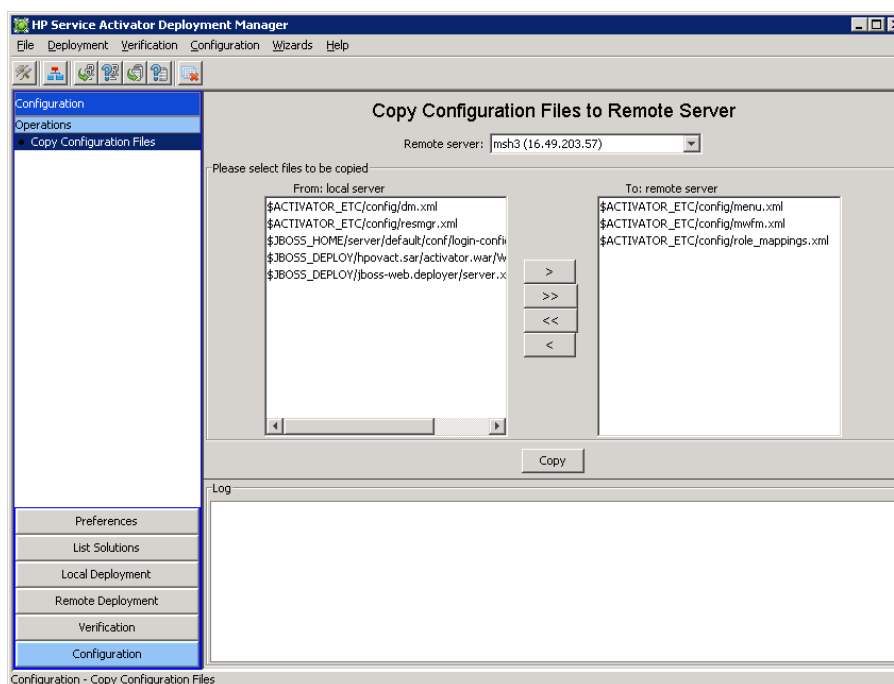 HP Service Activator Deployment Manager
File Deployment Verification Configuration Wizards Help
Configuration
Operations
Copy Configuration Files
Copy Configuration Files to Remote Server
Remote server: msh3 (16.49.203.57)
Please select files to be copied
From: local server
$ACTIVATOR_ETC/config/dm.xml
$ACTIVATOR_ETC/config/resmgr.xml
$JBOSS_HOME/server/default/conf/login-confi
$JBOSS_DEPLOY/hpovact.sar/activator.war/W
$JBOSS_DEPLOY/jboss-web.deployer/server.x
>
>>
<<
<
To: remote server
$ACTIVATOR_ETC/config/menu.xml
$ACTIVATOR_ETC/config/mwfm.xml
$ACTIVATOR_ETC/config/role_mappings.xml
Copy
Log
Preferences
List Solutions
Local Deployment
Remote Deployment
Verification
Configuration
Configuration - Copy Configuration Files